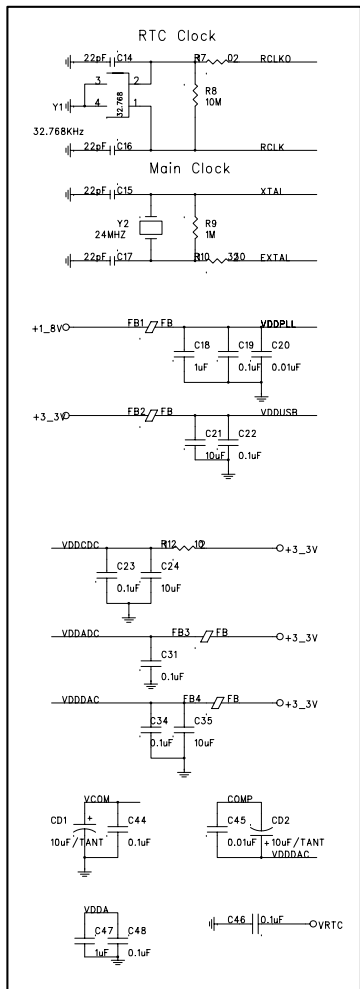 RTC Clock
22pF C14 RCLKO
3 2
32.768
Y1 4 1
R8
10M
32.768KHz
22pF C16 RCLK
Main Clock
22pF C15 XTAL
Y2
24MHZ
R9
1M
22pF C17 R10 EXTAL
+1_8V FB1 FB VDDPLL
C18 C19 C20
1uF 0.1uF 0.01uF
+3_3V FB2 FB VDDUSB
C21 C22
10uF 0.1uF
VDDCDC R12 +3_3V
C23 C24
0.1uF 10uF
VDDADC FB3 FB +3_3V
C31
0.1uF
VDDDAC FB4 FB +3_3V
C34 C35
0.1uF 10uF
VCOM COMP
CD1 + C44 C45 CD2
10uF/TANT 0.1uF 0.01uF + 10uF/TANT
VDDDAC
VDDA
C46 0.1uF VRTC
C47 C48
1uF 0.1uF